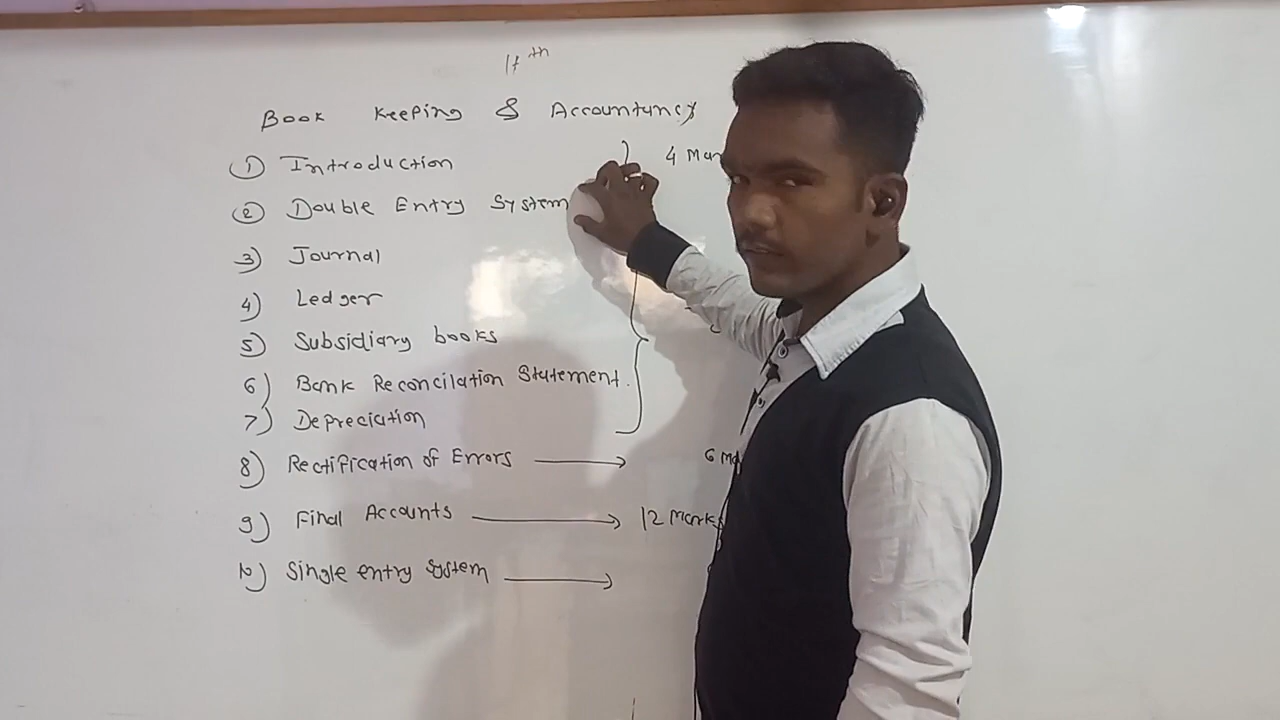 11th
Book Keeping & Accountancy
1) Introduction 4 Mar
2) Double Entry System
3) Journal
4) Ledger
5) Subsidiary books
6) Bank Reconcilation Statement.
7) Depreciation
8) Rectification of Errors → 6 Ma
9) Final Accounts → 12 Marks
10) Single entry system →